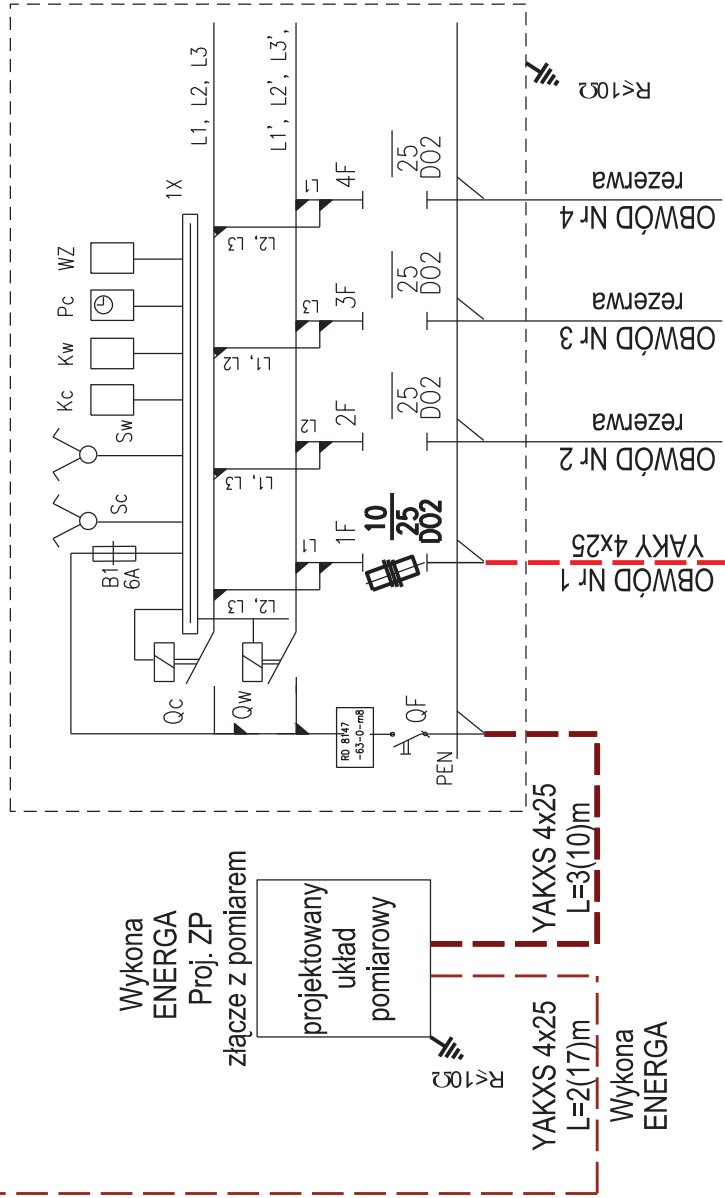 L1, L2, L3
L1', L2', L3',
R≤10Ω
1X
WZ
Pc
Kw
Kc
Sw
Sc
B1
6A
L2, L3
L1
4F
25
DO2
L1, L2
L3
3F
25
DO2
L1, L3
L2
2F
25
DO2
L2, L3
L1
1F
10
25
DO2
Qc
Qw
RD 8147
-63-0-m8
QF
PEN
OBWÓD Nr 4
rezerwa
OBWÓD Nr 3
rezerwa
OBWÓD Nr 2
rezerwa
OBWÓD Nr 1
YAKY 4x25
YAKXS 4x25
L=3(10)m
Wykona
ENERGA
Proj. ZP
złącze z pomiarem
projektowany
układ
pomiarowy
R≤10Ω
YAKXS 4x25
L=2(17)m
Wykona
ENERGA